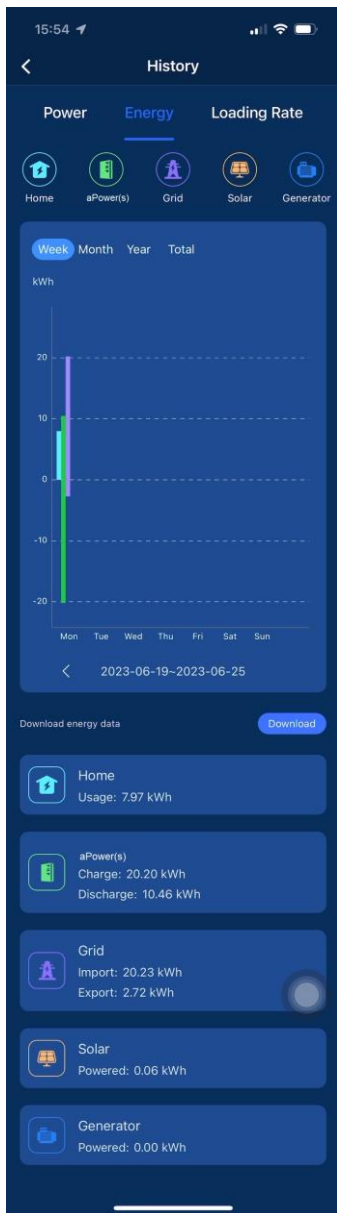 15:54
History
Power Energy Loading Rate
Home aPower(s) Grid Solar Generator
Week Month Year Total
kWh
20
10
0
-10
-20
Mon Tue Wed Thu Fri Sat Sun
2023-06-19~2023-06-25
Download energy data Download
Home
Usage: 7.97 kWh
aPower(s)
Charge: 20.20 kWh
Discharge: 10.46 kWh
Grid
Import: 20.23 kWh
Export: 2.72 kWh
Solar
Powered: 0.06 kWh
Generator
Powered: 0.00 kWh